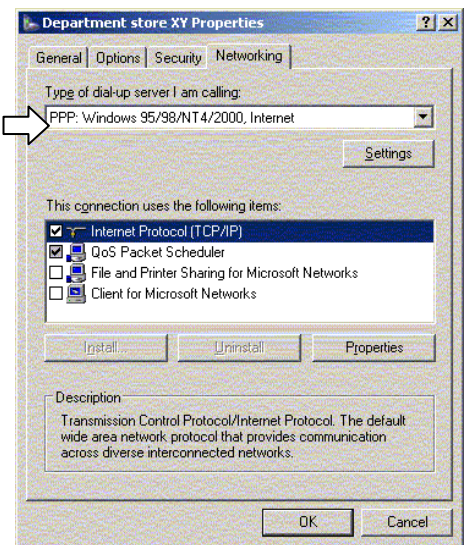 Department store XY Properties
General Options Security Networking
Type of dial-up server I am calling:
PPP: Windows 95/98/NT4/2000, Internet
Settings
This connection uses the following items:
Internet Protocol (TCP/IP)
QoS Packet Scheduler
File and Printer Sharing for Microsoft Networks
Client for Microsoft Networks
Install... Uninstall Properties
Description
Transmission Control Protocol/Internet Protocol. The default
wide area network protocol that provides communication
across diverse interconnected networks.
OK Cancel